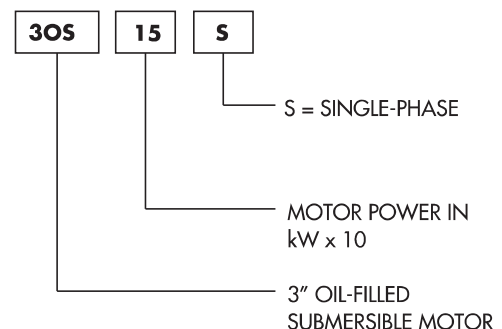 3OS 15 S
S = SINGLE-PHASE
MOTOR POWER IN
kW x 10
3” OIL-FILLED
SUBMERSIBLE MOTOR